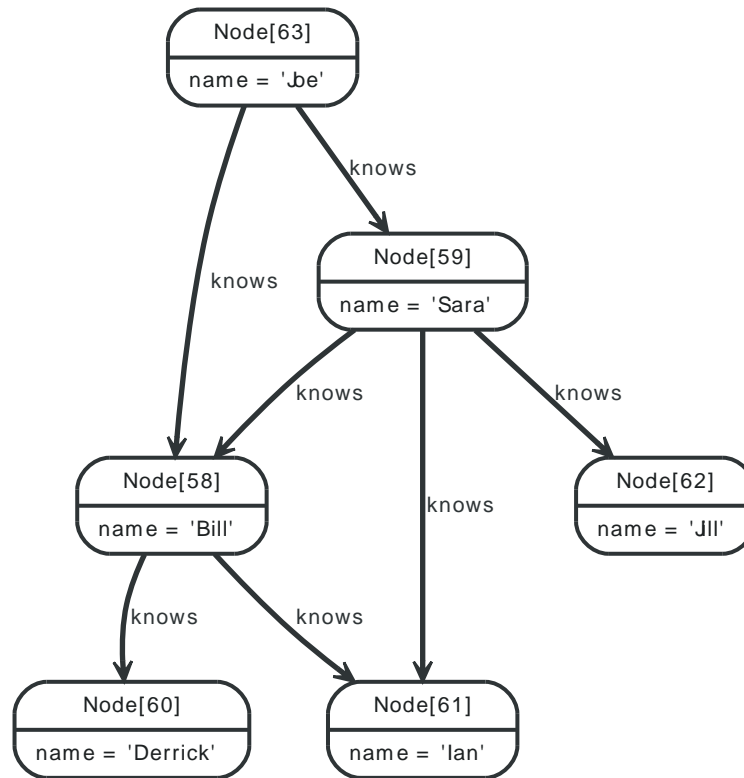 Node[63]
name = 'Joe'
knows
Node[59]
name = 'Sara'
knows
knows
knows
Node[58]
name = 'Bill'
Node[62]
name = 'Jill'
knows
knows
knows
Node[60]
name = 'Derrick'
Node[61]
name = 'Ian'